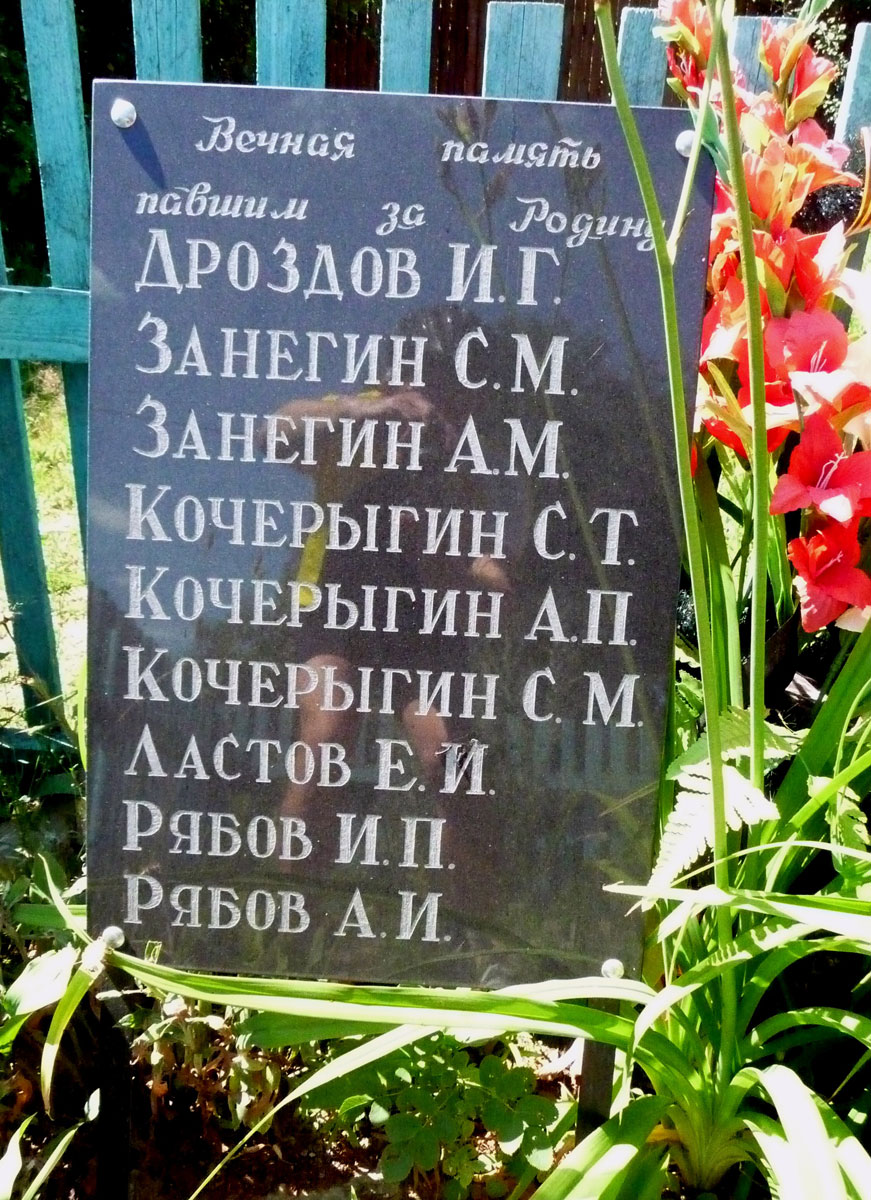 Вечная память
павшим за Родину
Дроздов И.Г.
Занегин С.М.
Занегин А.М.
Кочерыгин С.Т.
Кочерыгин А.П.
Кочерыгин С.М.
Ластов Е.И.
Рябов И.П.
Рябов А.И.